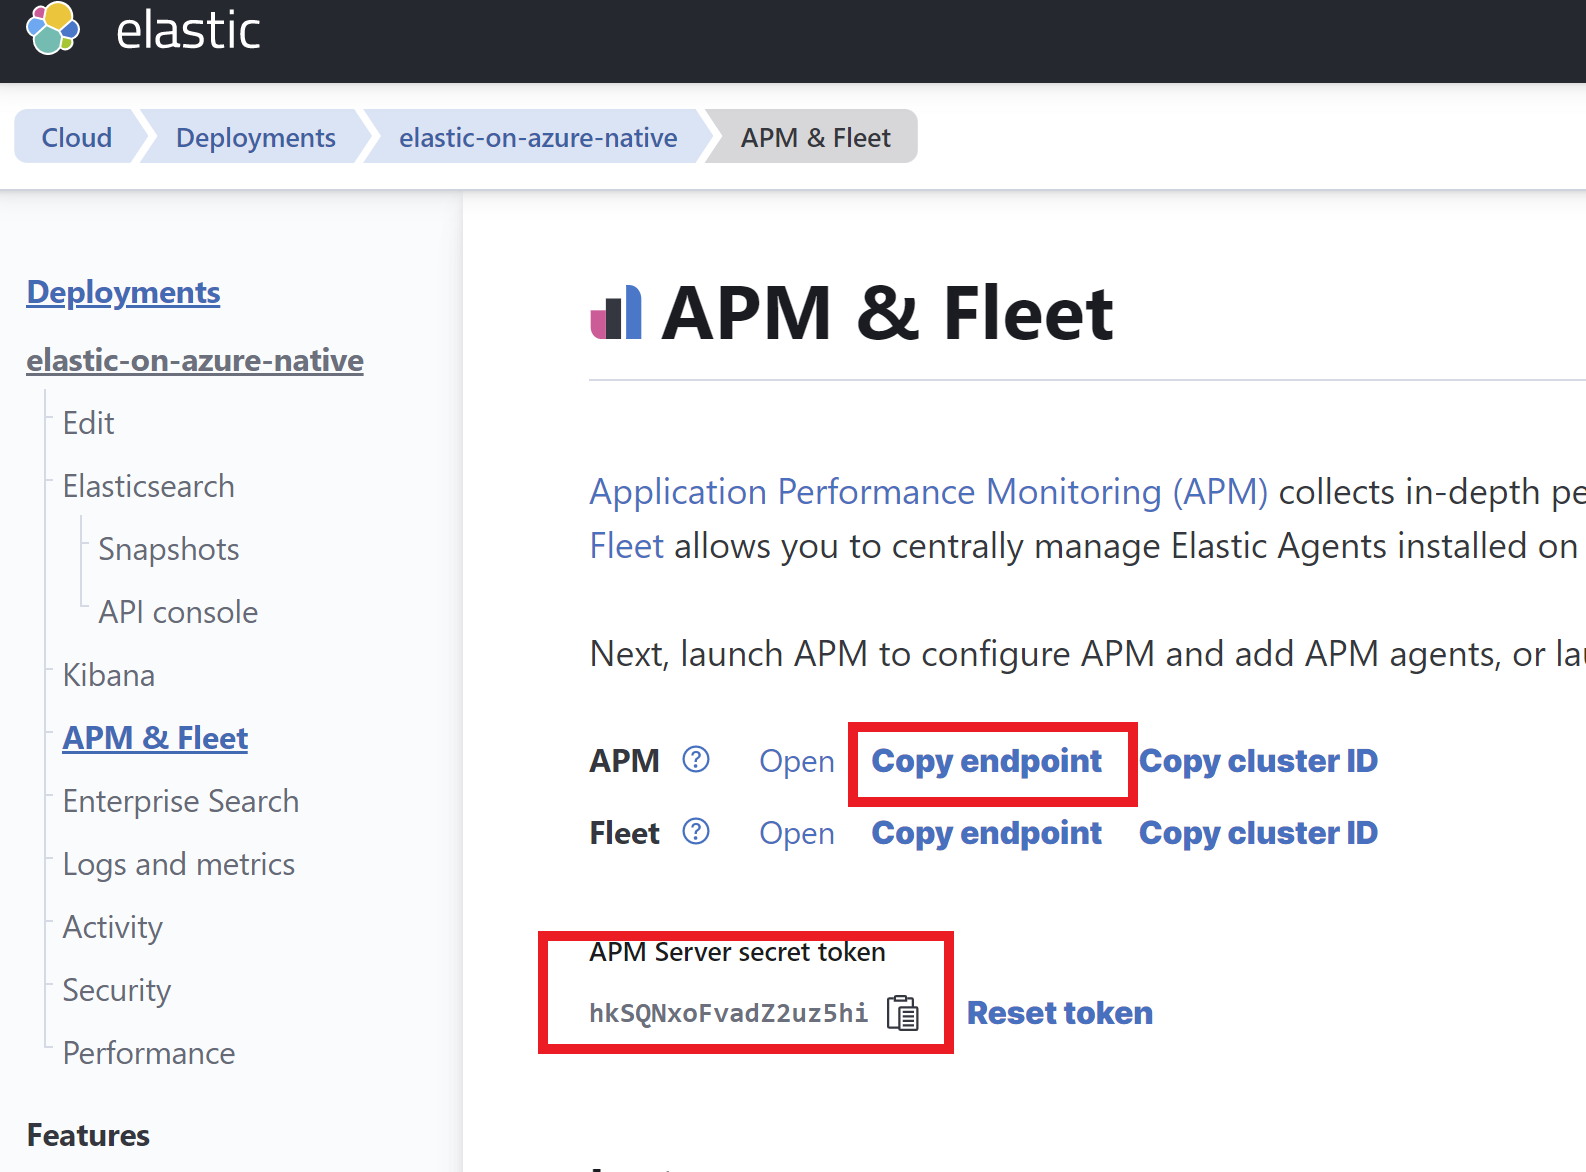 elastic
Cloud Deployments elastic-on-azure-native APM & Fleet
Deployments
elastic-on-azure-native
Edit
Elasticsearch
Snapshots
API console
Kibana
APM & Fleet
Enterprise Search
Logs and metrics
Activity
Security
Performance
Features
APM & Fleet
Application Performance Monitoring (APM) collects in-depth
Fleet allows you to centrally manage Elastic Agents installed on
Next, launch APM to configure APM and add APM agents, or
APM Open Copy endpoint Copy cluster ID
Fleet Open Copy endpoint Copy cluster ID
APM Server secret token
hkSQNxoFvadZ2uz5hi Reset token